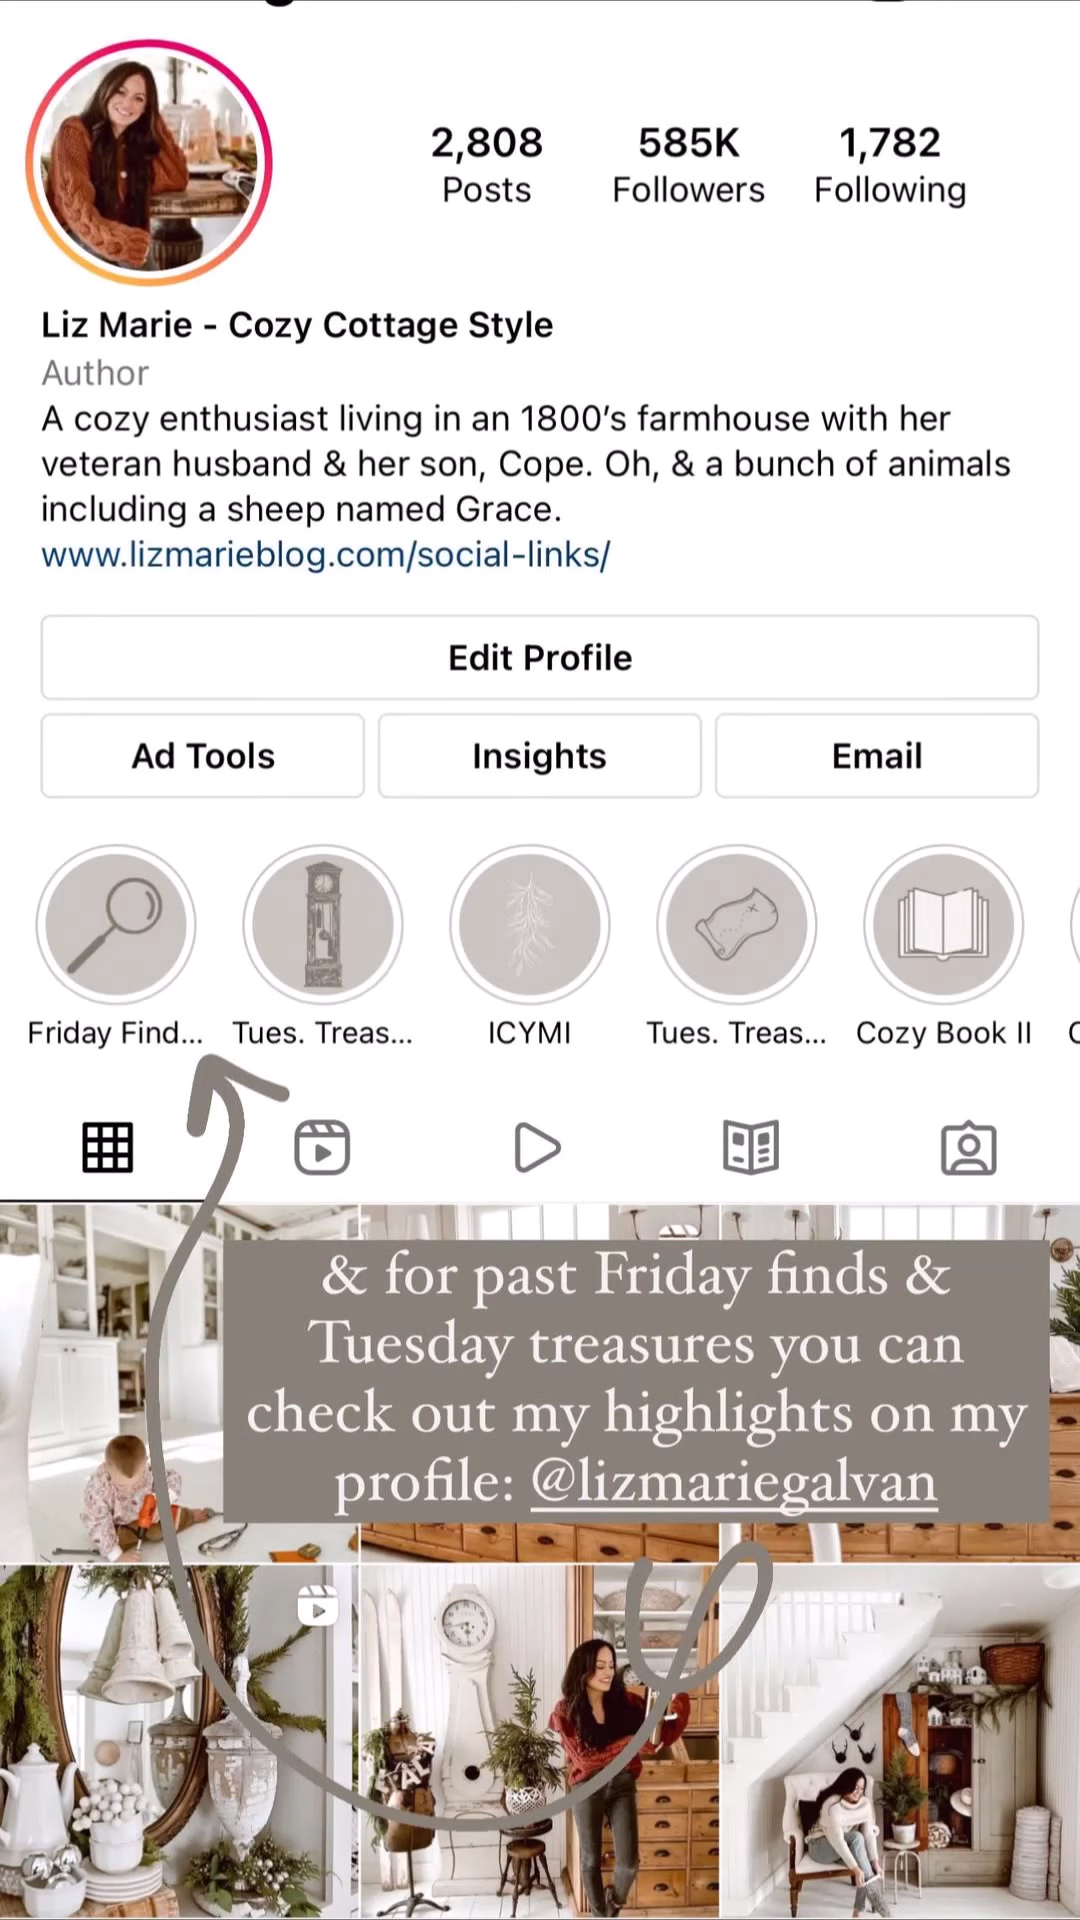 2,808 585K 1,782
Posts Followers Following
Liz Marie - Cozy Cottage Style
Author
A cozy enthusiast living in an 1800's farmhouse with her
veteran husband & her son, Cope. Oh, & a bunch of animals
including a sheep named Grace.
www.lizmarieblog.com/social-links/
Edit Profile
Ad Tools Insights Email
Friday Find... Tues. Treas... ICYMI Tues. Treas... Cozy Book II
& for past Friday finds &
Tuesday treasures you can
check out my highlights on my
profile: @lizmariegalvan